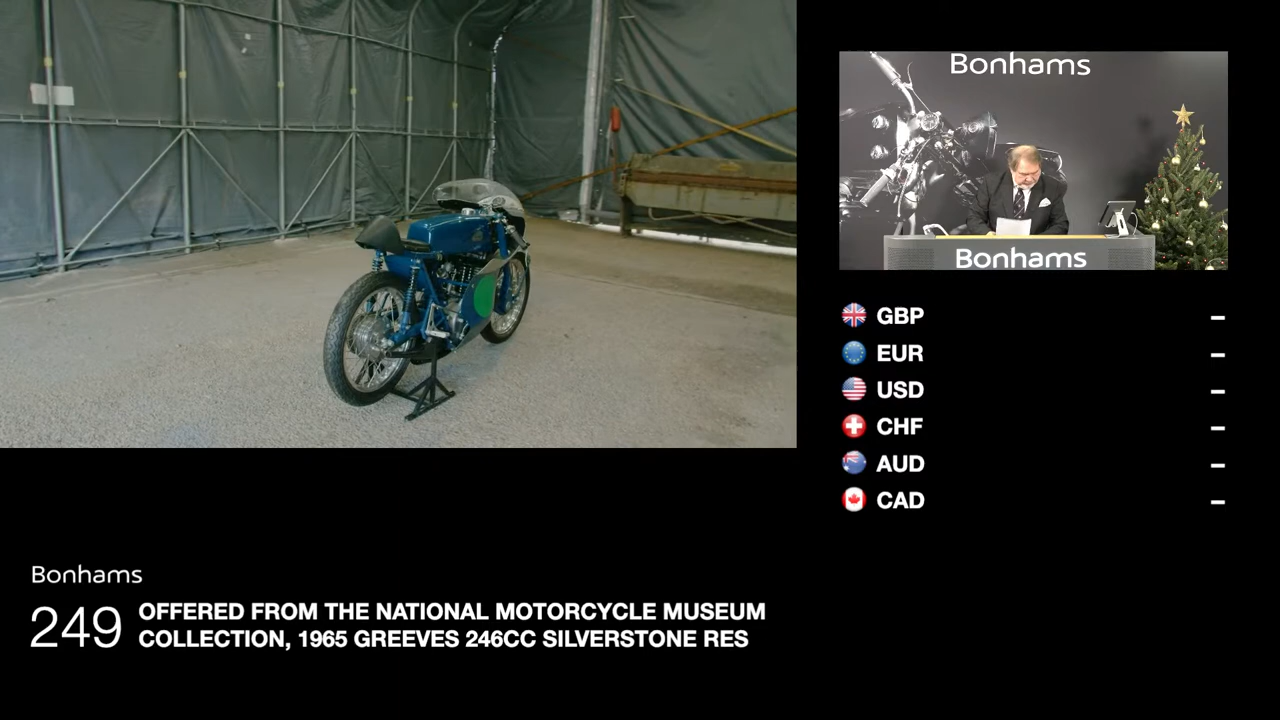 Bonhams
Bonhams
GBP –
EUR –
USD –
CHF –
AUD –
CAD –
Bonhams
249 OFFERED FROM THE NATIONAL MOTORCYCLE MUSEUM
COLLECTION, 1965 GREEVES 246CC SILVERSTONE RES